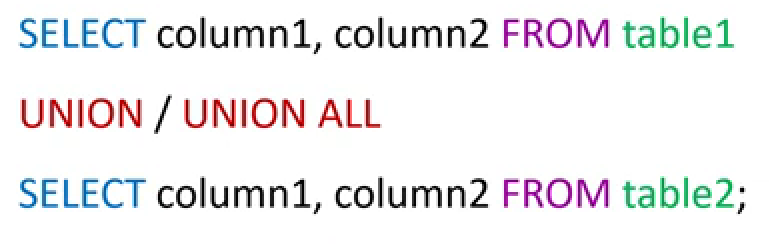 SELECT column1, column2 FROM table1
UNION / UNION ALL
SELECT column1, column2 FROM table2;